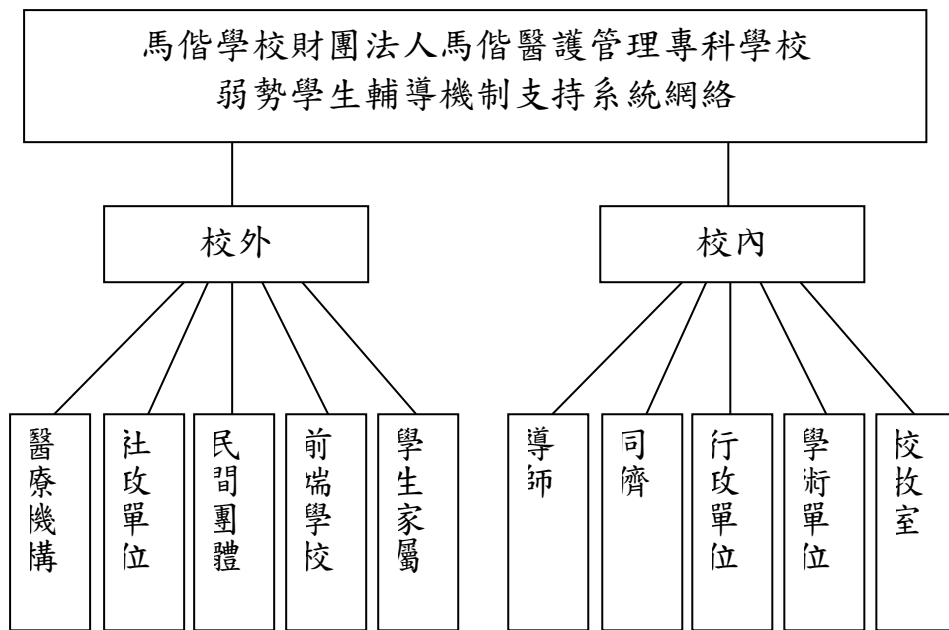 馬偕學校財團法人馬偕醫護管理專科學校
弱勢學生輔導機制支持系統網絡
校外
校內
醫療機構
社政單位
民間團體
前端學校
學生家屬
導師
同儕
行政單位
學術單位
校牧室